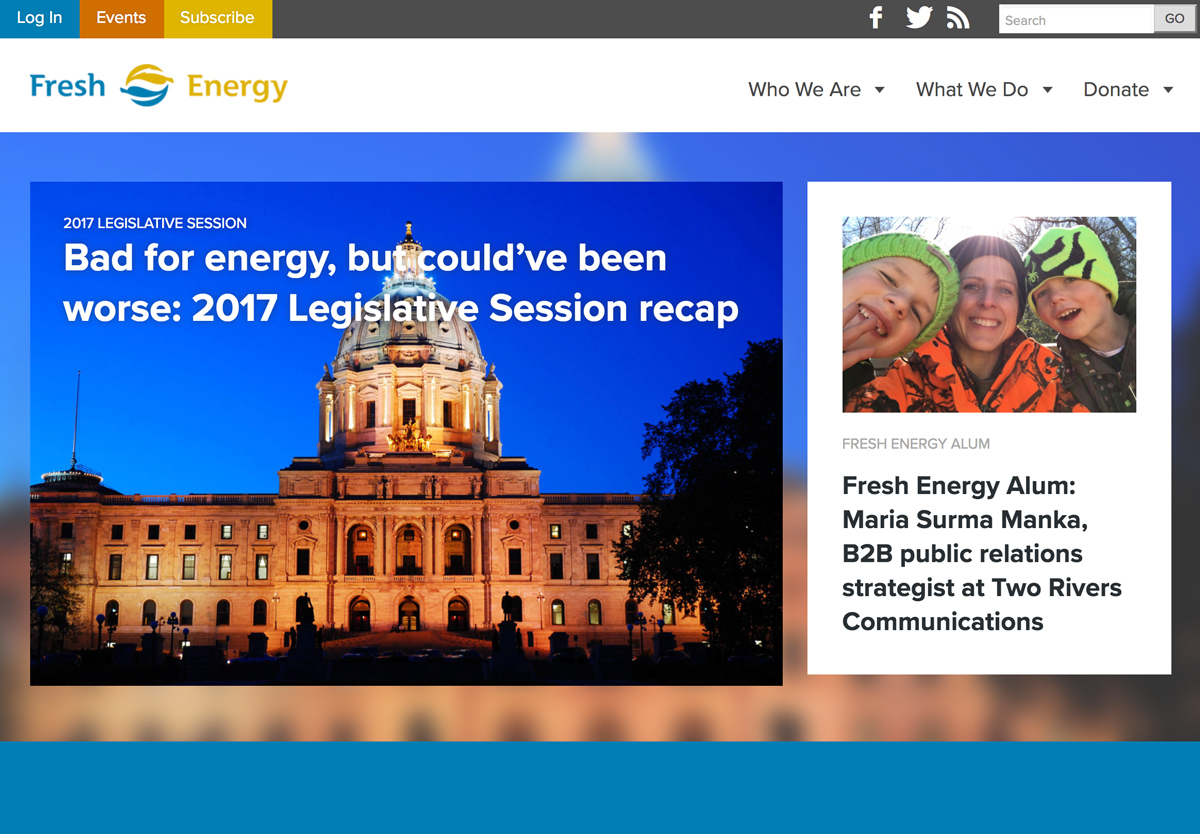 Log In
Events
Subscribe
Search
GO
Fresh Energy
Who We Are
What We Do
Donate
2017 LEGISLATIVE SESSION
Bad for energy, but could’ve been
worse: 2017 Legislative Session recap
FRESH ENERGY ALUM
Fresh Energy Alum:
Maria Surma Manka,
B2B public relations
strategist at Two Rivers
Communications